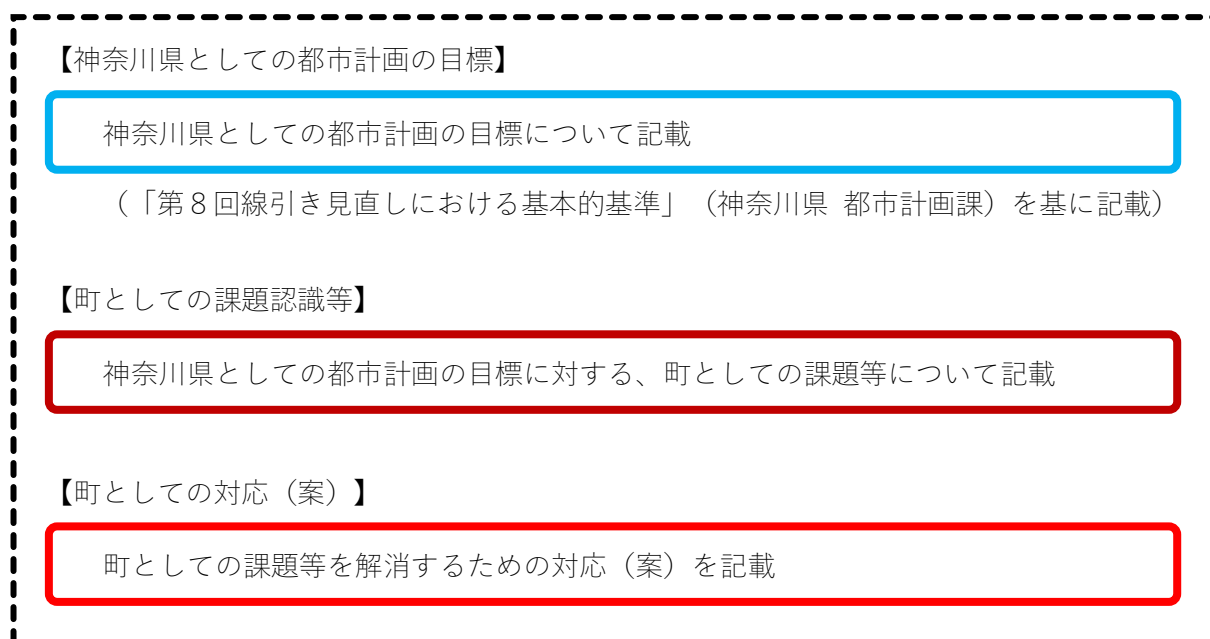 【神奈川県としての都市計画の目標】
神奈川県としての都市計画の目標について記載
（「第８回線引き見直しにおける基本的基準」（神奈川県 都市計画課）を基に記載）
【町としての課題認識等】
神奈川県としての都市計画の目標に対する、町としての課題等について記載
【町としての対応（案）】
町としての課題等を解消するための対応（案）を記載